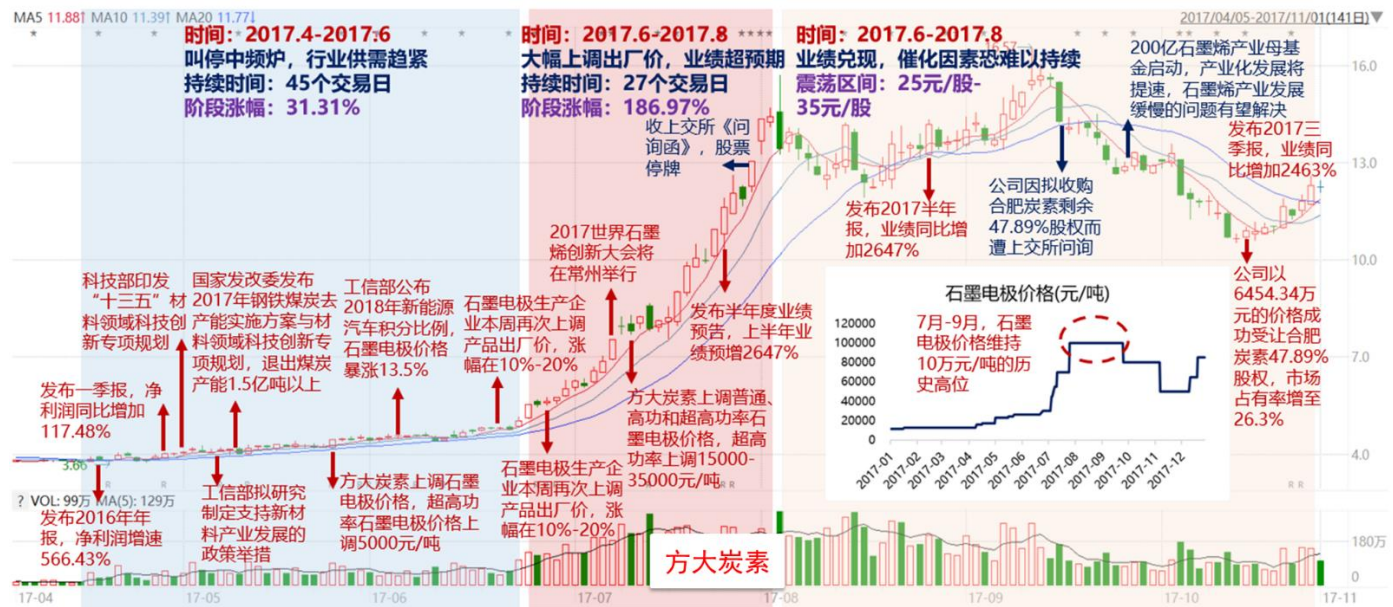 MA5 11.88↑ MA10 11.39↑ MA20 11.77↓
2017/04/05-2017/11/01(141日)▼
时间：2017.4-2017.6
叫停中频炉，行业供需趋紧
持续时间：45个交易日
阶段涨幅：31.31%
时间：2017.6-2017.8
大幅上调出厂价，业绩超预期
持续时间：27个交易日
阶段涨幅：186.97%
时间：2017.6-2017.8
业绩兑现，催化因素恐难以持续
震荡区间：25元/股-
35元/股
200亿石墨烯产业母基
金启动，产业化发展将
提速，石墨烯产业发展
缓慢的问题有望解决
收上交所《问
询函》，股票
停牌
发布2017三
季报，业绩同
比增加2463%
公司因拟收购
合肥炭素剩余
47.89%股权而
遭上交所问询
发布2017半年
报，业绩同比增
加2647%
2017世界石墨
烯创新大会将
在常州举行
科技部印发
“十三五”材
料领域科技创
新专项规划
国家发改委发布
2017年钢铁煤炭去
产能实施方案与材
料领域科技创新专
项规划，退出煤炭
产能1.5亿吨以上
工信部公布
2018年新能源
汽车积分比例，
石墨电极价格
暴涨13.5%
石墨电极生产企
业本周再次上调
产品出厂价，涨
幅在10%-20%
发布半年度业绩
预告，上半年业
绩预增2647%
公司以
6454.34万
元的价格成
功受让合肥
炭素47.89%
股权，市场
占有率增至
26.3%
发布一季报，净
利润同比增加
117.48%
方大炭素上调普通、
高功和超高功率石
墨电极价格，超高
功率上调15000-
35000元/吨
石墨电极价格(元/吨)
7月-9月，石墨
电极价格维持
10万元/吨的历
史高位
120000
100000
80000
60000
40000
20000
0
2017-01
2017-02
2017-03
2017-04
2017-05
2017-06
2017-07
2017-08
2017-09
2017-10
2017-11
2017-12
16.0
13.0
10.0
7.0
4.0
3.66
? VOL: 99万 MA(5): 129万
发布2016年年
报，净利润增速
566.43%
工信部拟研究
制定支持新材
料产业发展的
政策举措
方大炭素上调石墨
电极价格，超高功
率石墨电极价格上
调5000元/吨
石墨电极生产企
业本周再次上调
产品出厂价，涨
幅在10%-20%
方大炭素
180万
0
17-04
17-05
17-06
17-07
17-08
17-09
17-10
17-11